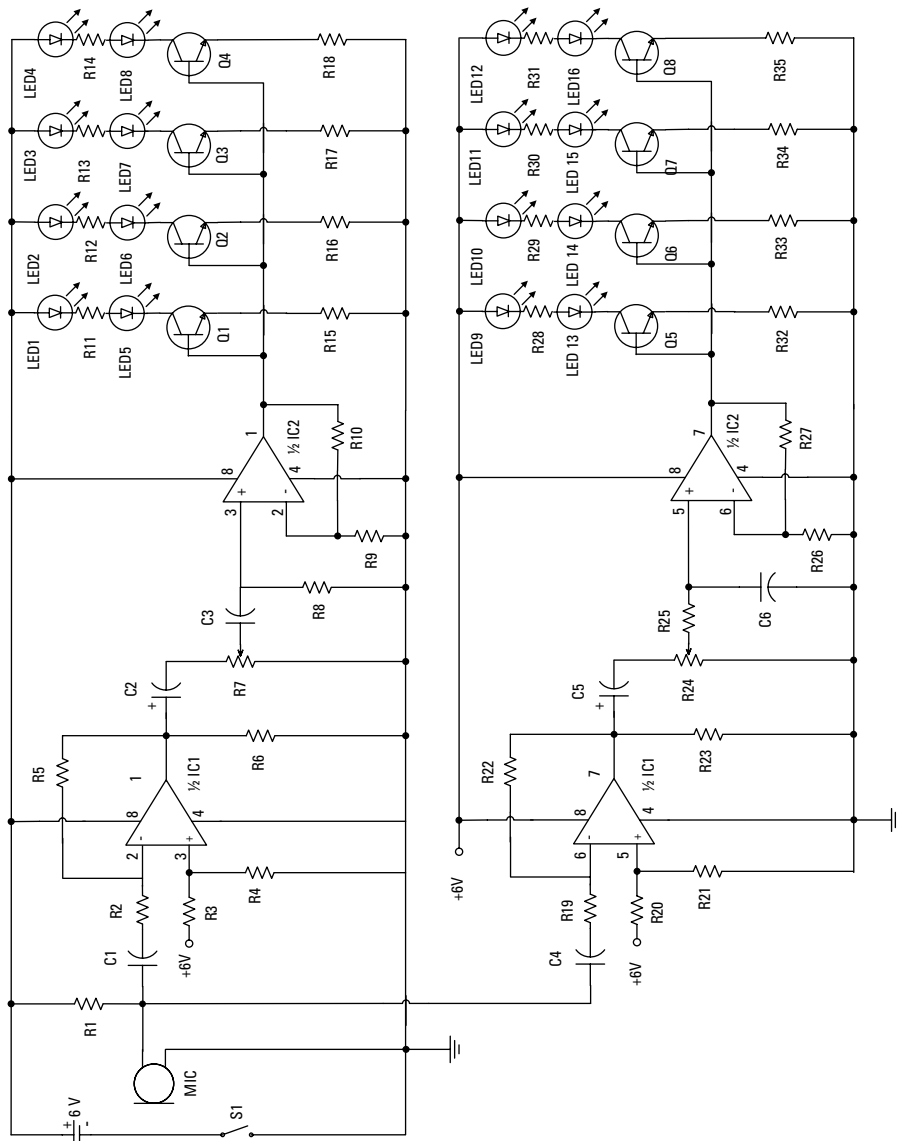 +
6 V
-
S1
MIC
R1
C1
R2
+6V
R3
R4
R5
2
-
3
+
8
4
1
½ IC1
R6
C2
+
R7
C3
R8
3
+
2
-
8
4
1
½ IC2
R9
R10
LED1
R11
LED5
Q1
R15
LED2
R12
LED6
Q2
R16
LED3
R13
LED7
Q3
R17
LED4
R14
LED8
Q4
R18
+6V
C4
R19
+6V
R20
R21
R22
6
-
5
+
8
4
7
½ IC1
R23
C5
+
R24
R25
C6
5
+
6
-
8
4
7
½ IC2
R26
R27
LED9
R28
LED 13
Q5
R32
LED10
R29
LED 14
Q6
R33
LED11
R30
LED 15
Q7
R34
LED12
R31
LED16
Q8
R35